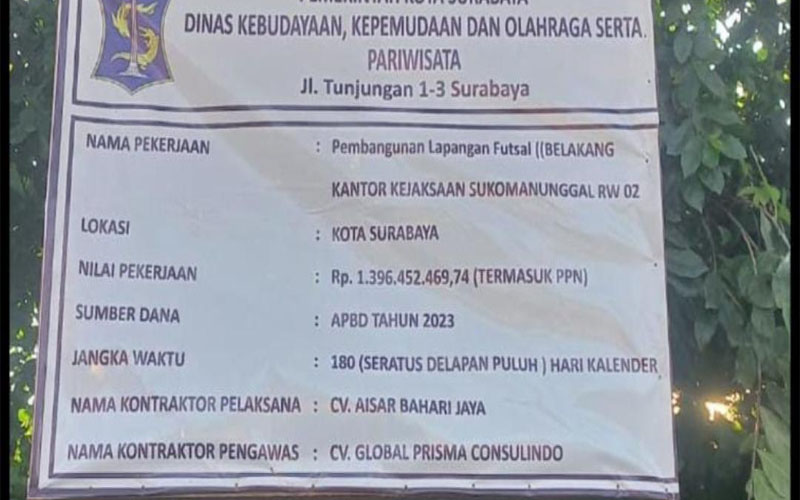 PEMERINTAH KOTA SURABAYA
DINAS KEBUDAYAAN, KEPEMUDAAN DAN OLAHRAGA SERTA
PARIWISATA
Jl. Tunjungan 1-3 Surabaya
NAMA PEKERJAAN : Pembangunan Lapangan Futsal ((BELAKANG
KANTOR KEJAKSAAN SUKOMANUNGGAL RW 02
LOKASI : KOTA SURABAYA
NILAI PEKERJAAN : Rp. 1.396.452.469,74 (TERMASUK PPN)
SUMBER DANA : APBD TAHUN 2023
JANGKA WAKTU : 180 (SERATUS DELAPAN PULUH ) HARI KALENDER
NAMA KONTRAKTOR PELAKSANA : CV. AISAR BAHARI JAYA
NAMA KONTRAKTOR PENGAWAS : CV. GLOBAL PRISMA CONSULINDO